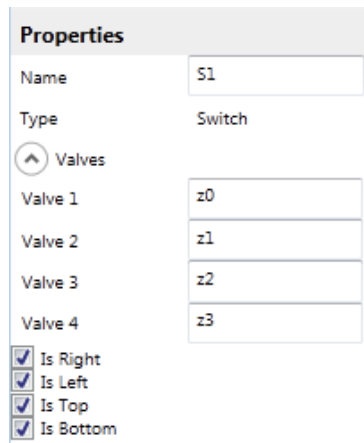 Properties
Name S1
Type Switch
Valves
Valve 1 z0
Valve 2 z1
Valve 3 z2
Valve 4 z3
Is Right
Is Left
Is Top
Is Bottom